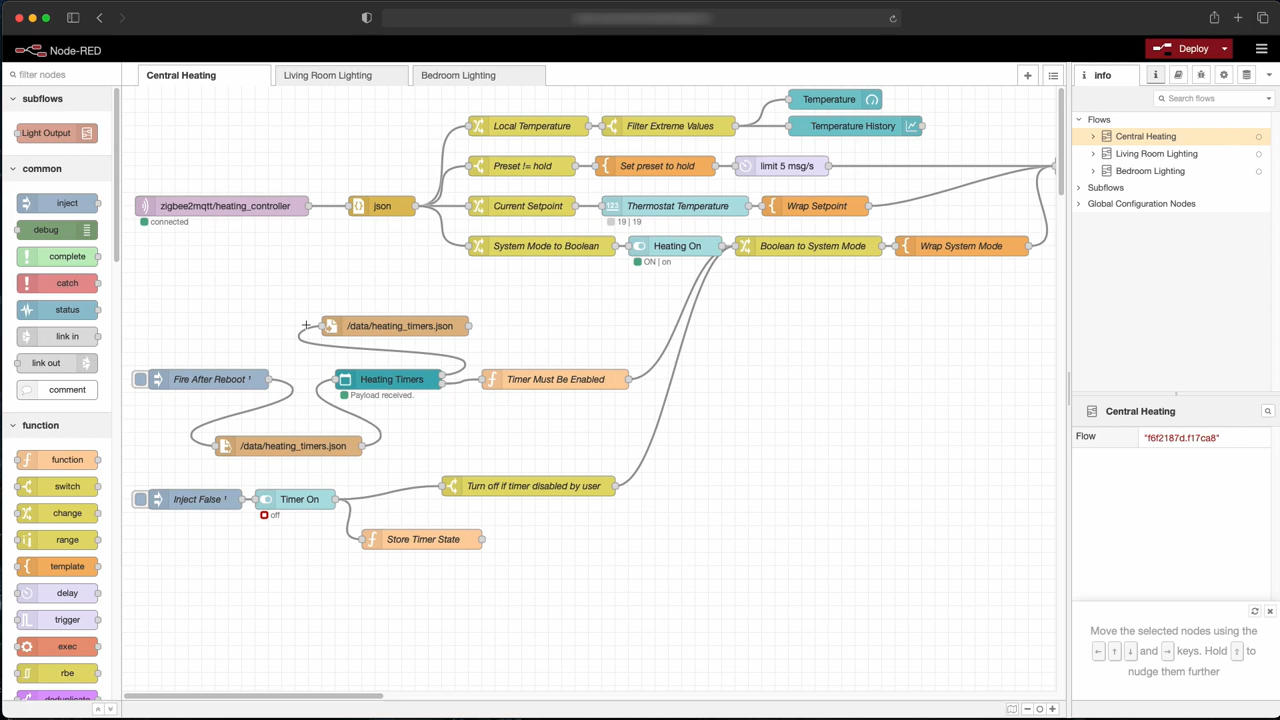 Node-RED
Deploy
filter nodes
Central Heating
Living Room Lighting
Bedroom Lighting
info
i
Search flows
subflows
Light Output
common
inject
debug
complete
catch
status
link in
link out
comment
function
function
switch
change
range
template
delay
trigger
exec
rbe
deduplicate
Local Temperature
Filter Extreme Values
Temperature
Temperature History
Preset != hold
Set preset to hold
limit 5 msg/s
zigbee2mqtt/heating_controller
connected
json
Current Setpoint
Thermostat Temperature
19 | 19
Wrap Setpoint
System Mode to Boolean
Heating On
ON | on
Boolean to System Mode
Wrap System Mode
/data/heating_timers.json
Fire After Reboot ¹
Heating Timers
Payload received.
Timer Must Be Enabled
/data/heating_timers.json
Inject False ¹
Timer On
off
Turn off if timer disabled by user
Store Timer State
Flows
Central Heating
Living Room Lighting
Bedroom Lighting
Subflows
Global Configuration Nodes
Central Heating
Flow
"f6f2187d.f17ca8"
Move the selected nodes using the
← ↑ ↓ and → keys. Hold ⇧ to
nudge them further